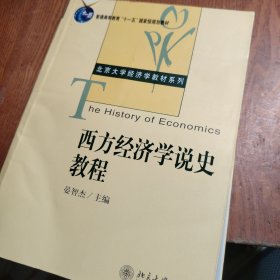 普通高等教育“十一五”国家级规划教材
北京大学经济学教材系列
The History of Economics
西方经济学说史
教程
晏智杰／主编
北京大学